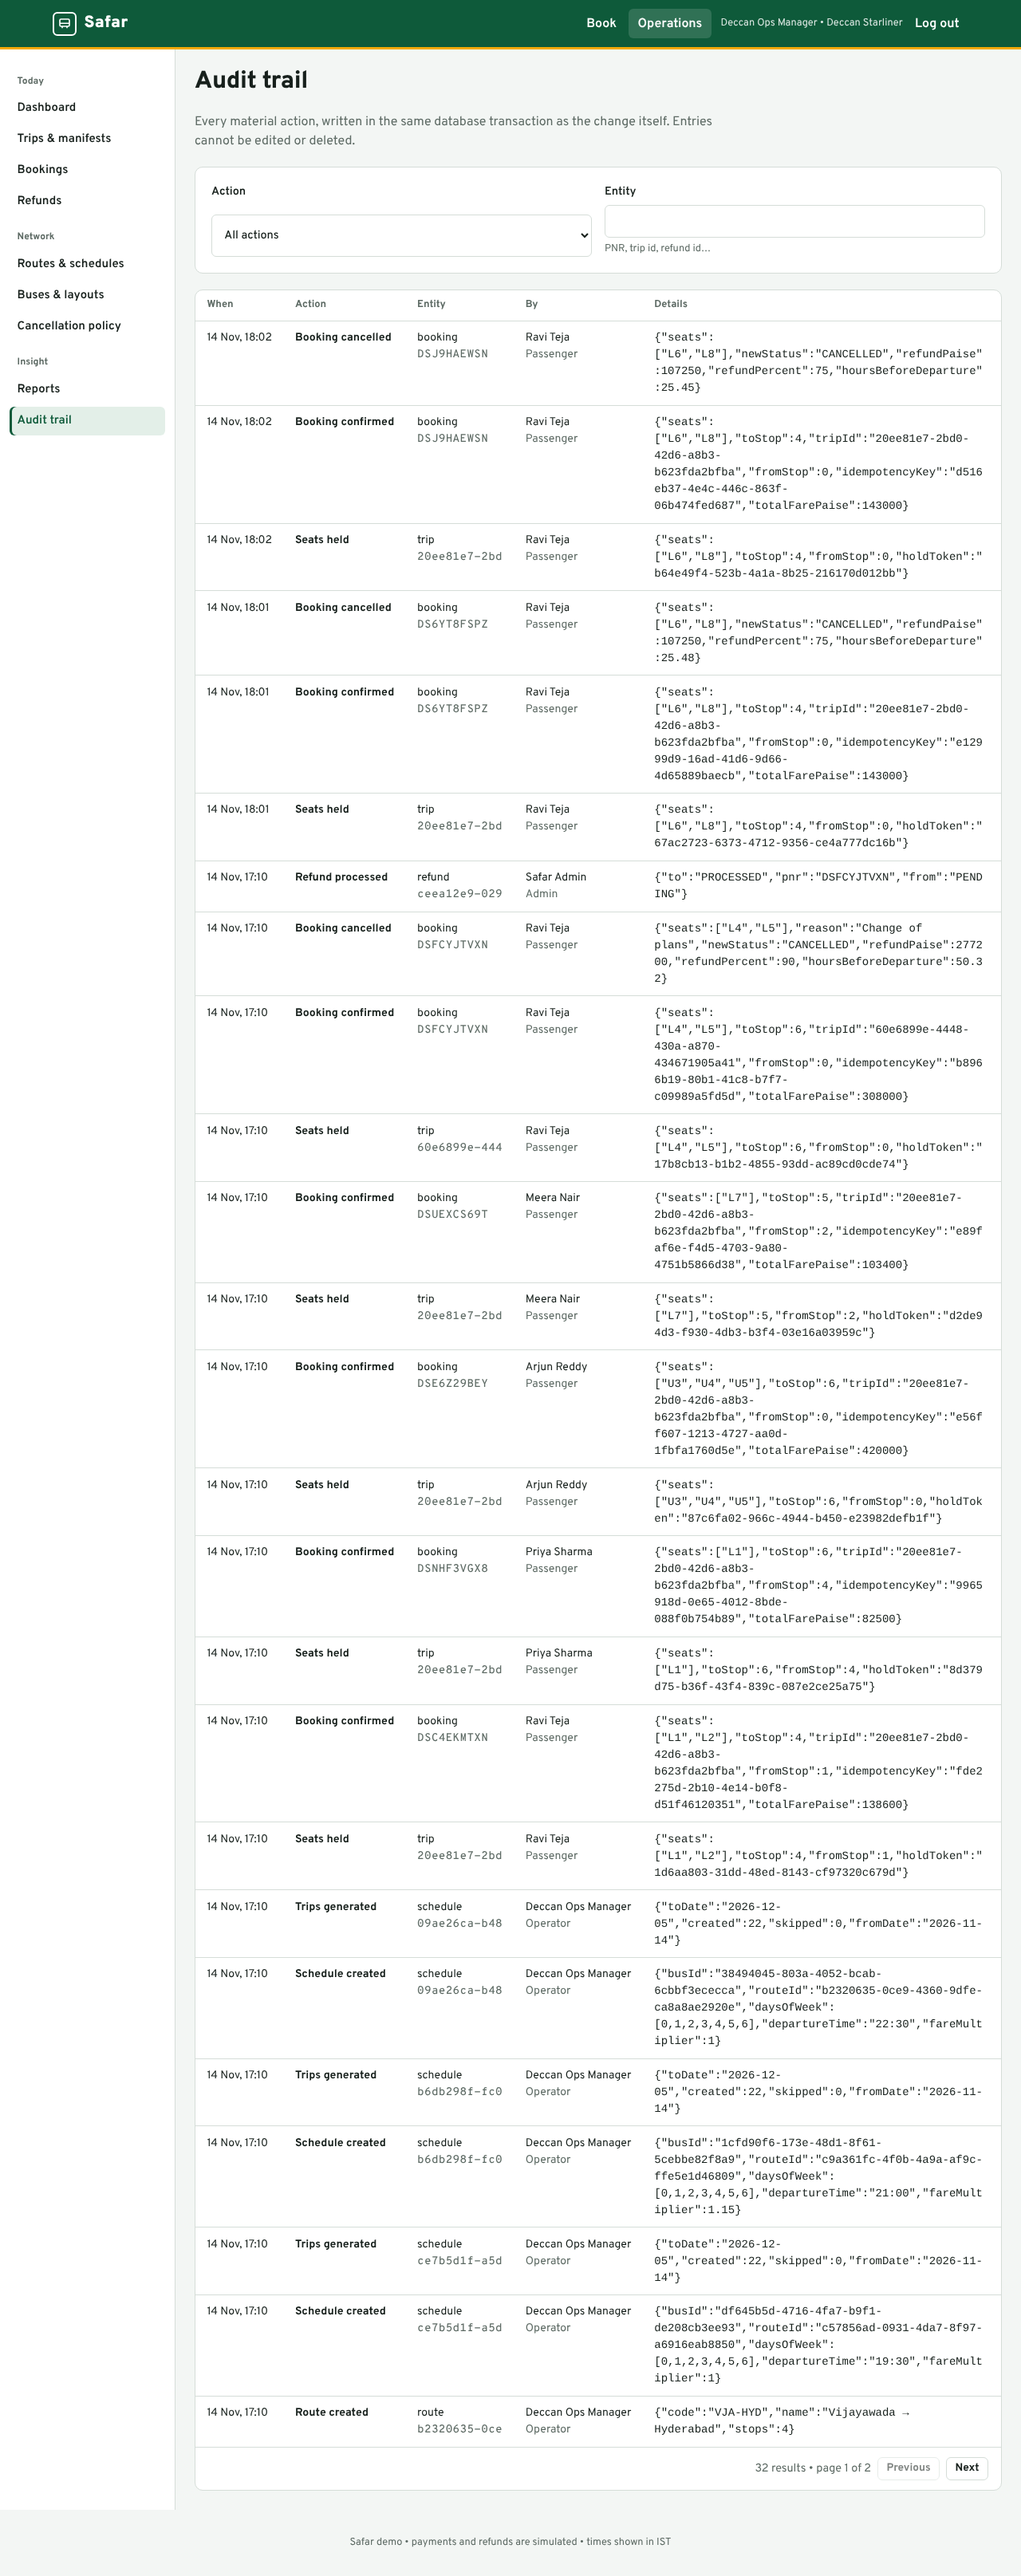 Safar
Book
Operations
Deccan Ops Manager • Deccan Starliner
Log out
Today
Dashboard
Trips & manifests
Bookings
Refunds
Network
Routes & schedules
Buses & layouts
Cancellation policy
Insight
Reports
Audit trail
Audit trail
Every material action, written in the same database transaction as the change itself. Entries
cannot be edited or deleted.
Action
All actions
Entity
PNR, trip id, refund id...
When Action Entity By Details
14 Nov, 18:02 Booking cancelled booking Ravi Teja {"seats":
DSJ9HAEWSN Passenger ["L6","L8"],"newStatus":"CANCELLED","refundPaise"
:107250,"refundPercent":75,"hoursBeforeDeparture"
:25.45}
14 Nov, 18:02 Booking confirmed booking Ravi Teja {"seats":
DSJ9HAEWSN Passenger ["L6","L8"],"toStop":4,"tripId":"20ee81e7-2bd0-
42d6-a8b3-
b623fda2bfba","fromStop":0,"idempotencyKey":"d516
eb37-4e4c-446c-863f-
06b474fed687","totalFarePaise":143000}
14 Nov, 18:02 Seats held trip Ravi Teja {"seats":
20ee81e7-2bd Passenger ["L6","L8"],"toStop":4,"fromStop":0,"holdToken":"
b64e49f4-523b-4a1a-8b25-216170d012bb"}
14 Nov, 18:01 Booking cancelled booking Ravi Teja {"seats":
DS6YT8FSPZ Passenger ["L6","L8"],"newStatus":"CANCELLED","refundPaise"
:107250,"refundPercent":75,"hoursBeforeDeparture"
:25.48}
14 Nov, 18:01 Booking confirmed booking Ravi Teja {"seats":
DS6YT8FSPZ Passenger ["L6","L8"],"toStop":4,"tripId":"20ee81e7-2bd0-
42d6-a8b3-
b623fda2bfba","fromStop":0,"idempotencyKey":"e129
99d9-16ad-41d6-9d66-
4d65889baecb","totalFarePaise":143000}
14 Nov, 18:01 Seats held trip Ravi Teja {"seats":
20ee81e7-2bd Passenger ["L6","L8"],"toStop":4,"fromStop":0,"holdToken":"
67ac2723-6373-4712-9356-ce4a777dc16b"}
14 Nov, 17:10 Refund processed refund Safar Admin {"to":"PROCESSED","pnr":"DSFCYJTVXN","from":"PEND
ceea12e9-029 Admin ING"}
14 Nov, 17:10 Booking cancelled booking Ravi Teja {"seats":["L4","L5"],"reason":"Change of
DSFCYJTVXN Passenger plans","newStatus":"CANCELLED","refundPaise":2772
00,"refundPercent":90,"hoursBeforeDeparture":50.3
2}
14 Nov, 17:10 Booking confirmed booking Ravi Teja {"seats":
DSFCYJTVXN Passenger ["L4","L5"],"toStop":6,"tripId":"60e6899e-4448-
430a-a870-
434671905a41","fromStop":0,"idempotencyKey":"b896
6b19-80b1-41c8-b7f7-
c09989a5fd5d","totalFarePaise":308000}
14 Nov, 17:10 Seats held trip Ravi Teja {"seats":
60e6899e-444 Passenger ["L4","L5"],"toStop":6,"fromStop":0,"holdToken":"
17b8cb13-b1b2-4855-93dd-ac89cd0cde74"}
14 Nov, 17:10 Booking confirmed booking Meera Nair {"seats":["L7"],"toStop":5,"tripId":"20ee81e7-
DSUEXCS69T Passenger 2bd0-42d6-a8b3-
b623fda2bfba","fromStop":2,"idempotencyKey":"e89f
af6e-f4d5-4703-9a80-
4751b5866d38","totalFarePaise":103400}
14 Nov, 17:10 Seats held trip Meera Nair {"seats":
20ee81e7-2bd Passenger ["L7"],"toStop":5,"fromStop":2,"holdToken":"d2de9
4d3-f930-4db3-b3f4-03e16a03959c"}
14 Nov, 17:10 Booking confirmed booking Arjun Reddy {"seats":
DSE6Z29BEY Passenger ["U3","U4","U5"],"toStop":6,"tripId":"20ee81e7-
2bd0-42d6-a8b3-
b623fda2bfba","fromStop":0,"idempotencyKey":"e56f
f607-1213-4727-aa0d-
1fbfa1760d5e","totalFarePaise":420000}
14 Nov, 17:10 Seats held trip Arjun Reddy {"seats":
20ee81e7-2bd Passenger ["U3","U4","U5"],"toStop":6,"fromStop":0,"holdTok
en":"87c6fa02-966c-4944-b450-e23982defb1f"}
14 Nov, 17:10 Booking confirmed booking Priya Sharma {"seats":["L1"],"toStop":6,"tripId":"20ee81e7-
DSNHF3VGX8 Passenger 2bd0-42d6-a8b3-
b623fda2bfba","fromStop":4,"idempotencyKey":"9965
918d-0e65-4012-8bde-
088f0b754b89","totalFarePaise":82500}
14 Nov, 17:10 Seats held trip Priya Sharma {"seats":
20ee81e7-2bd Passenger ["L1"],"toStop":6,"fromStop":4,"holdToken":"8d379
d75-b36f-43f4-839c-087e2ce25a75"}
14 Nov, 17:10 Booking confirmed booking Ravi Teja {"seats":
DSC4EKMTXN Passenger ["L1","L2"],"toStop":4,"tripId":"20ee81e7-2bd0-
42d6-a8b3-
b623fda2bfba","fromStop":1,"idempotencyKey":"fde2
275d-2b10-4e14-b0f8-
d51f46120351","totalFarePaise":138600}
14 Nov, 17:10 Seats held trip Ravi Teja {"seats":
20ee81e7-2bd Passenger ["L1","L2"],"toStop":4,"fromStop":1,"holdToken":"
1d6aa803-31dd-48ed-8143-cf97320c679d"}
14 Nov, 17:10 Trips generated schedule Deccan Ops Manager {"toDate":"2026-12-
09ae26ca-b48 Operator 05","created":22,"skipped":0,"fromDate":"2026-11-
14"}
14 Nov, 17:10 Schedule created schedule Deccan Ops Manager {"busId":"38494045-803a-4052-bcab-
09ae26ca-b48 Operator 6cbbf3ececca","routeId":"b2320635-0ce9-4360-9dfe-
ca8a8ae2920e","daysOfWeek":
[0,1,2,3,4,5,6],"departureTime":"22:30","fareMult
iplier":1}
14 Nov, 17:10 Trips generated schedule Deccan Ops Manager {"toDate":"2026-12-
b6db298f-fc0 Operator 05","created":22,"skipped":0,"fromDate":"2026-11-
14"}
14 Nov, 17:10 Schedule created schedule Deccan Ops Manager {"busId":"1cfd90f6-173e-48d1-8f61-
b6db298f-fc0 Operator 5cebbe82f8a9","routeId":"c9a361fc-4f0b-4a9a-af9c-
ffe5e1d46809","daysOfWeek":
[0,1,2,3,4,5,6],"departureTime":"21:00","fareMult
iplier":1.15}
14 Nov, 17:10 Trips generated schedule Deccan Ops Manager {"toDate":"2026-12-
ce7b5d1f-a5d Operator 05","created":22,"skipped":0,"fromDate":"2026-11-
14"}
14 Nov, 17:10 Schedule created schedule Deccan Ops Manager {"busId":"df645b5d-4716-4fa7-b9f1-
ce7b5d1f-a5d Operator de208cb3ee93","routeId":"c57856ad-0931-4da7-8f97-
a6916eab8850","daysOfWeek":
[0,1,2,3,4,5,6],"departureTime":"19:30","fareMult
iplier":1}
14 Nov, 17:10 Route created route Deccan Ops Manager {"code":"VJA-HYD","name":"Vijayawada →
b2320635-0ce Operator Hyderabad","stops":4}
32 results • page 1 of 2 Previous Next
Safar demo • payments and refunds are simulated • times shown in IST